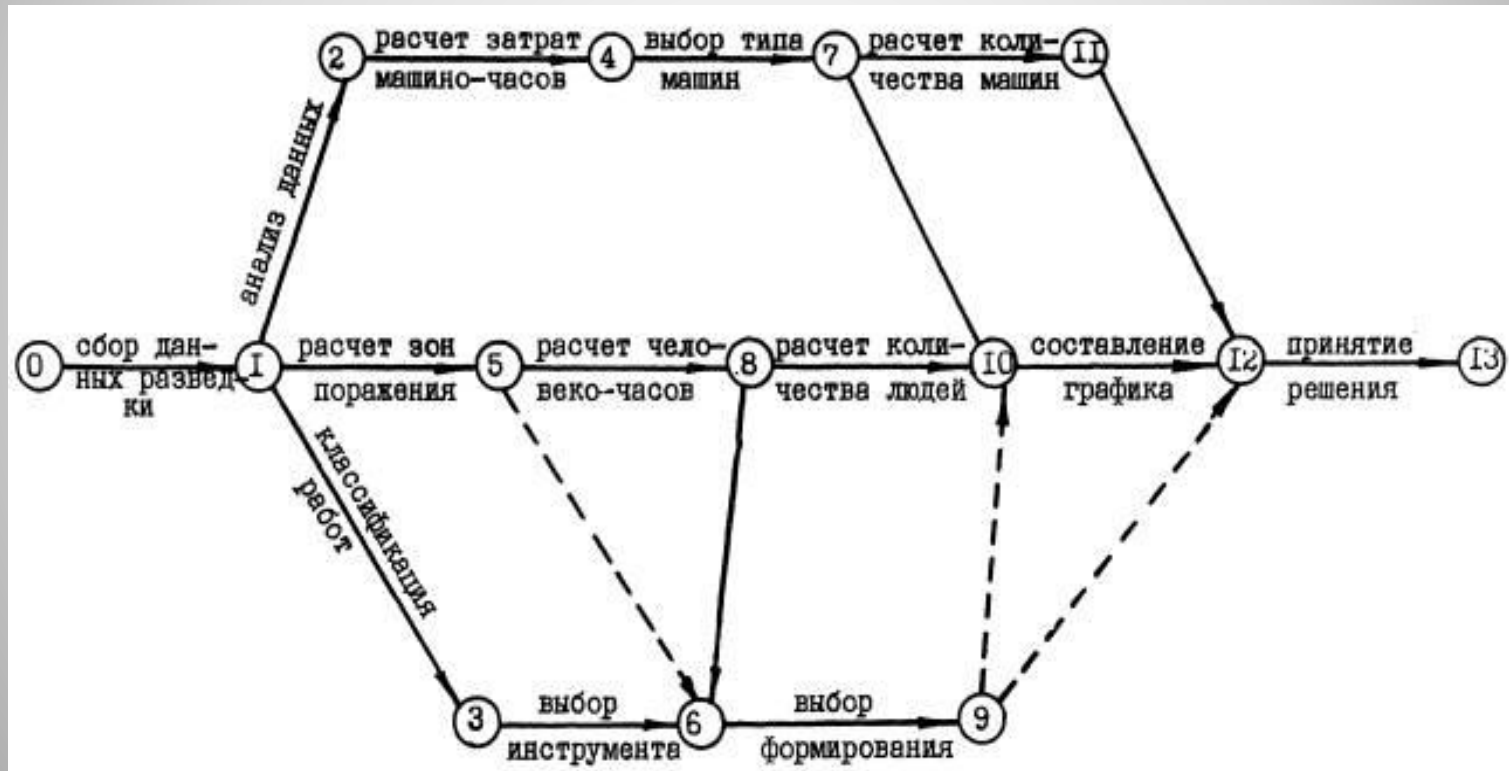 2
расчет затрат
машино-часов
4
выбор типа
машин
7
расчет коли-
чества машин
11
анализ данных
0
сбор дан-
ных развед-
ки
1
расчет зон
поражения
5
расчет чело-
веко-часов
8
расчет коли-
чества людей
10
составление
графика
12
принятие
решения
13
классификация
работ
3
выбор
инструмента
6
выбор
формирования
9